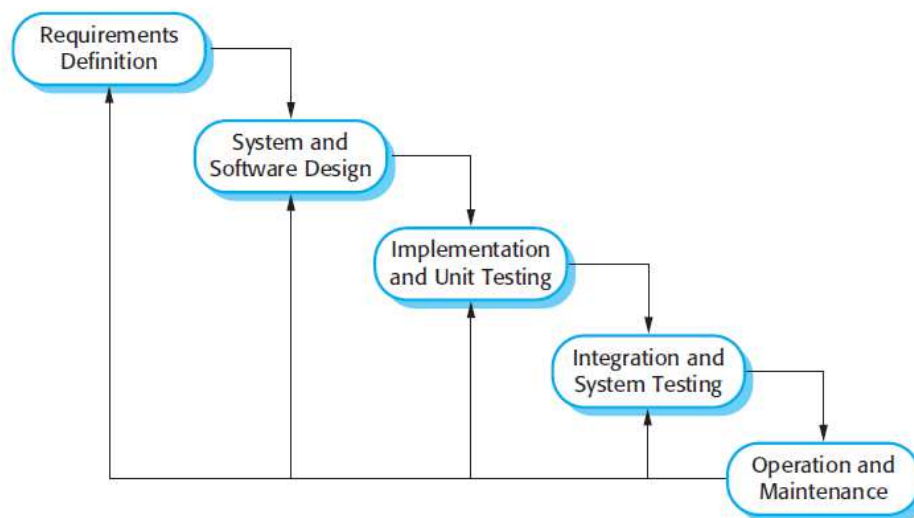 Requirements
Definition
System and
Software Design
Implementation
and Unit Testing
Integration and
System Testing
Operation and
Maintenance